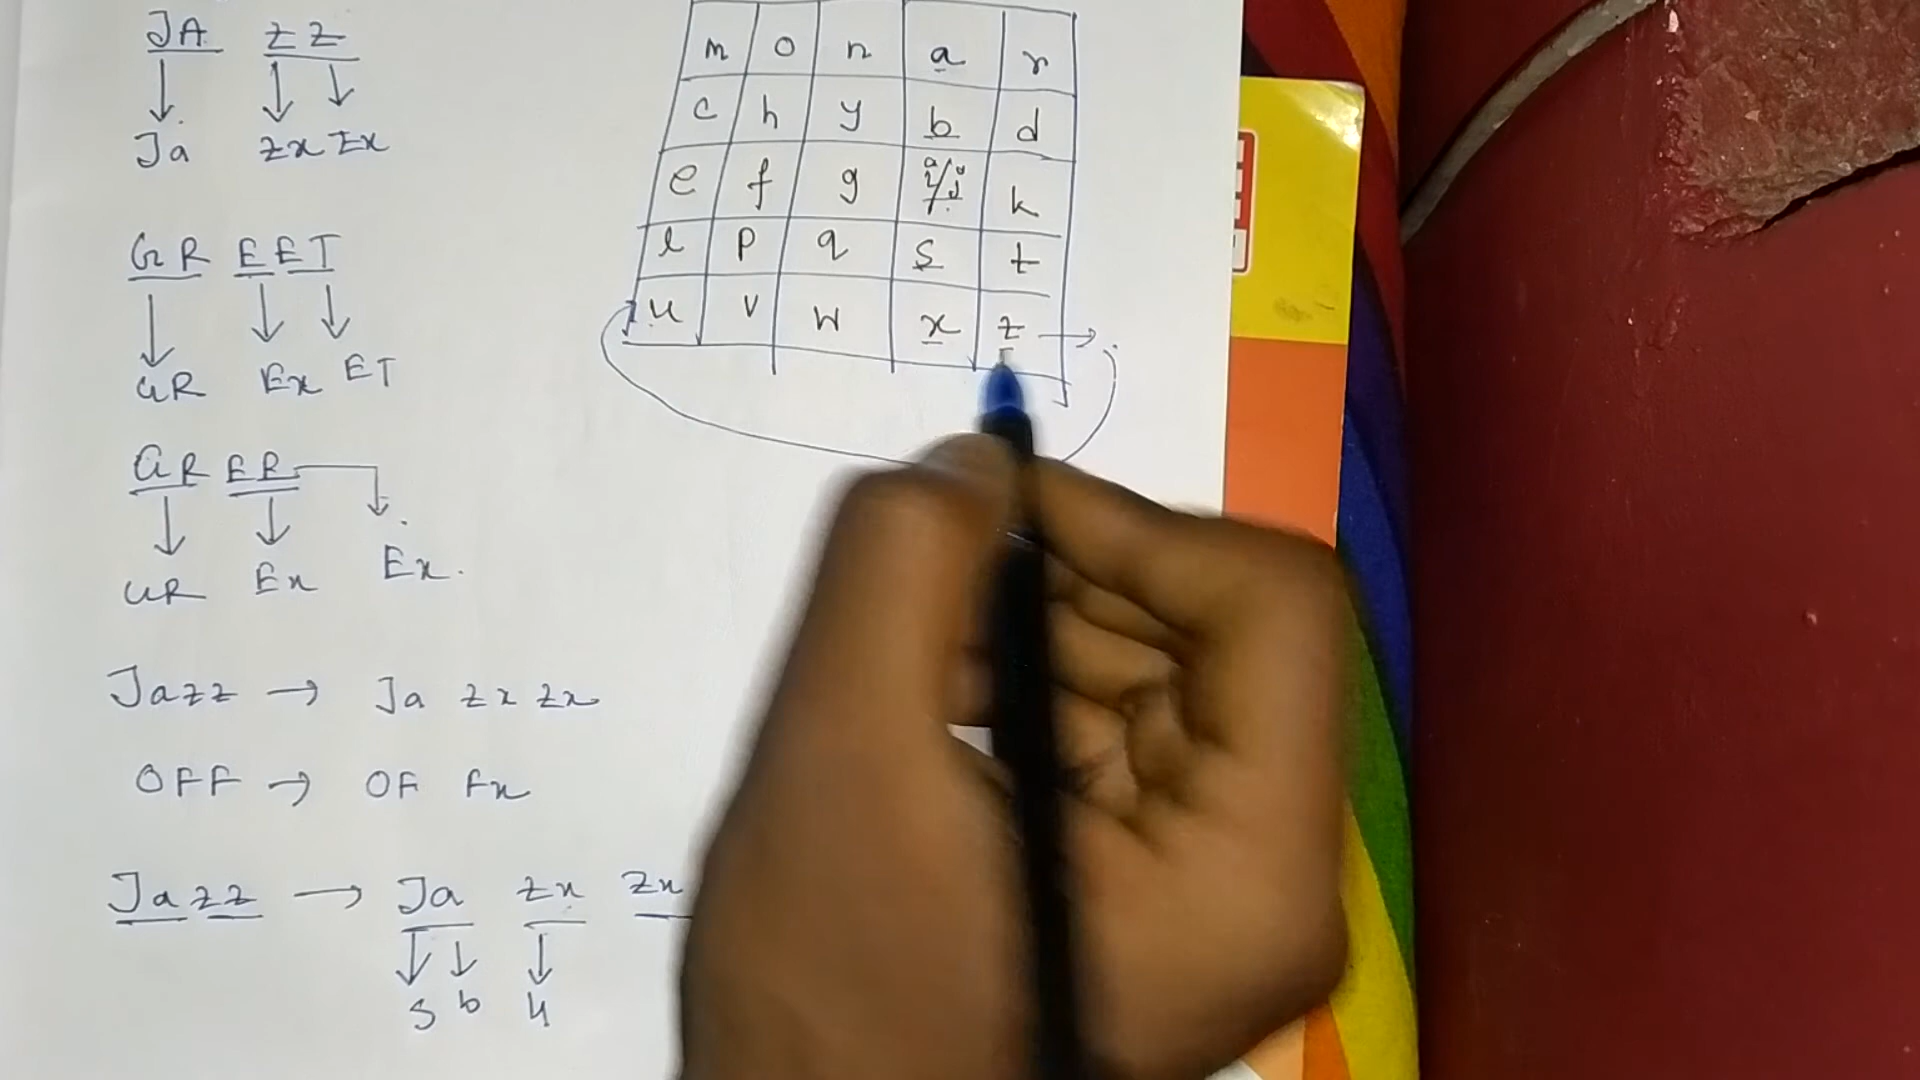 JA ZZ
Ja Zx Zx
GR EET
GR Ex ET
GR ER
GR Ex Ex.
Jazz → Ja zx zx
OFF → OF Fx
Jazz → Ja zx Zx
s b u
m o n a r
c h y b d
e f g i/j k
l p q s t
u v w x z